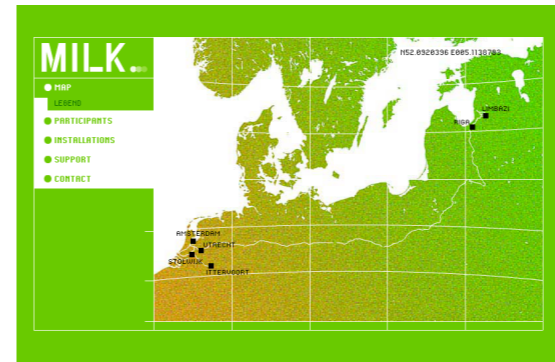 MILK...
MAP
LEGEND
PARTICIPANTS
INSTALLATIONS
SUPPORT
CONTACT
N52.0920396 E005.1138703
LIMBAZI
RIGA
AMSTERDAM
UTRECHT
STOLWIJK
ITTERVOORT